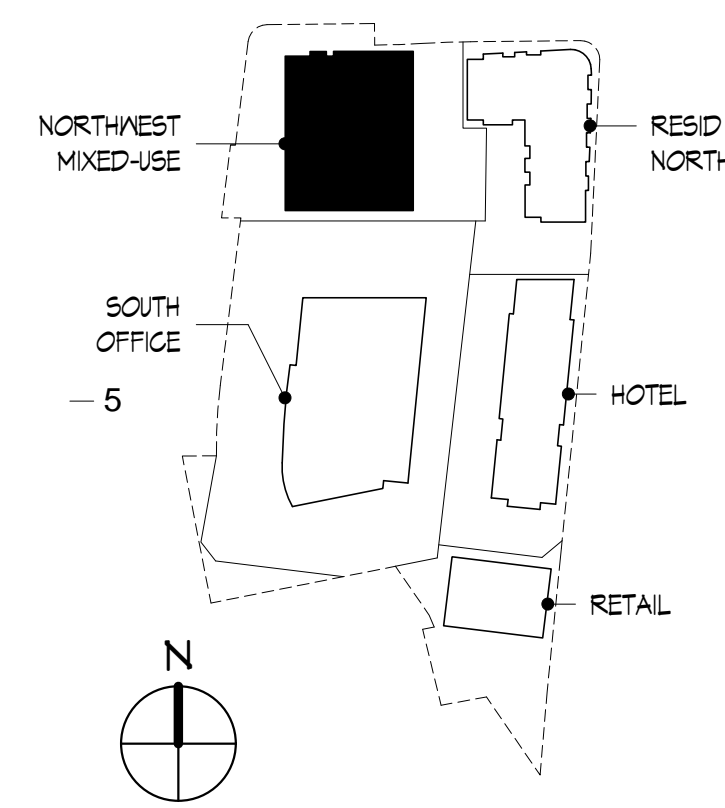 NORTHWEST
MIXED-USE
RESID
NORTH
SOUTH
OFFICE
5
HOTEL
RETAIL
N